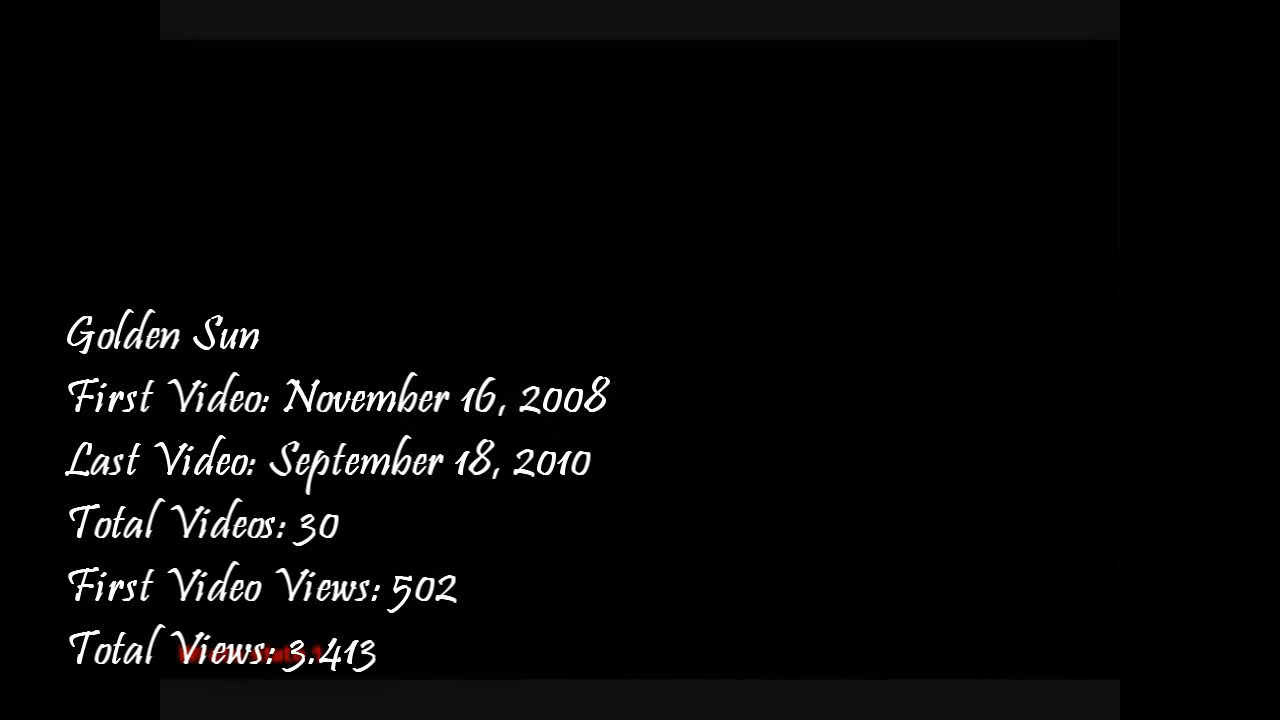 Golden Sun
First Video: November 16, 2008
Last Video: September 18, 2010
Total Videos: 30
First Video Views: 502
Total Views: 3.413